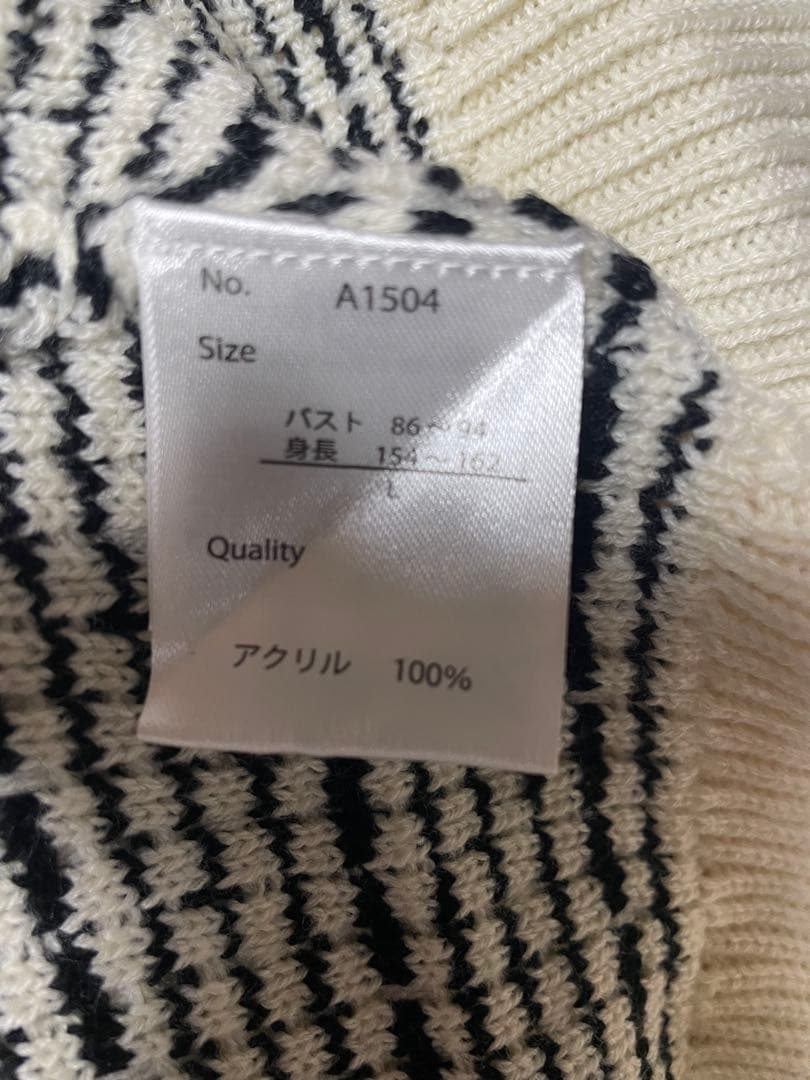 No. A1504
Size
バスト 86～94
身長 154～162
L
Quality
アクリル 100%